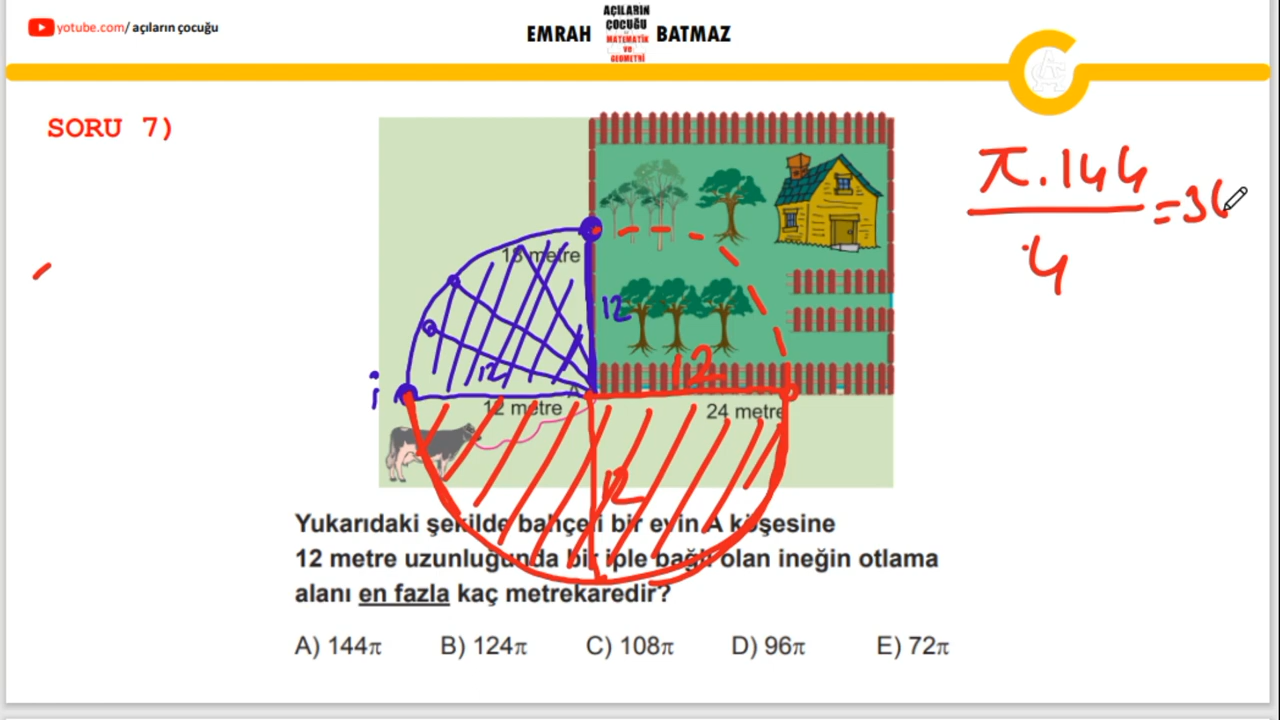 yotube.com/ açıların çocuğu
EMRAH
AÇILARIN
ÇOCUĞU
MATEMATİK
ve
GEOMETRİ
BATMAZ
SORU 7)
π.144
4
=36
18 metre
12
12
12
i
A
12 metre
24 metre
12
Yukarıdaki şekilde bahçeli bir evin A köşesine
12 metre uzunluğunda bir iple bağlı olan ineğin otlama
alanı en fazla kaç metrekaredir?
A) 144π B) 124π C) 108π D) 96π E) 72π